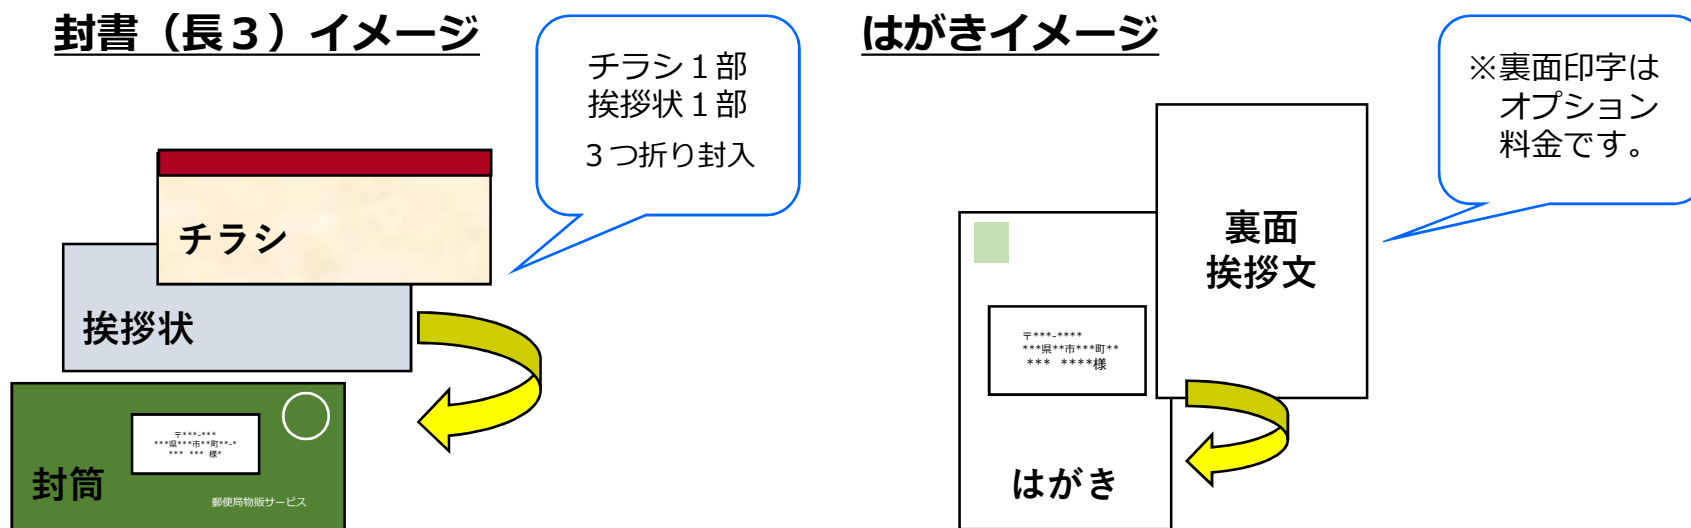 封書（長３）イメージ
チラシ１部
挨拶状１部
３つ折り封入
チラシ
挨拶状
〒***-***
***県***市**町**-*
*** *** 様*
封筒
郵便局物販サービス
はがきイメージ
※裏面印字は
オプション
料金です。
裏面
挨拶文
〒***-****
***県**市***町**
*** ****様
はがき